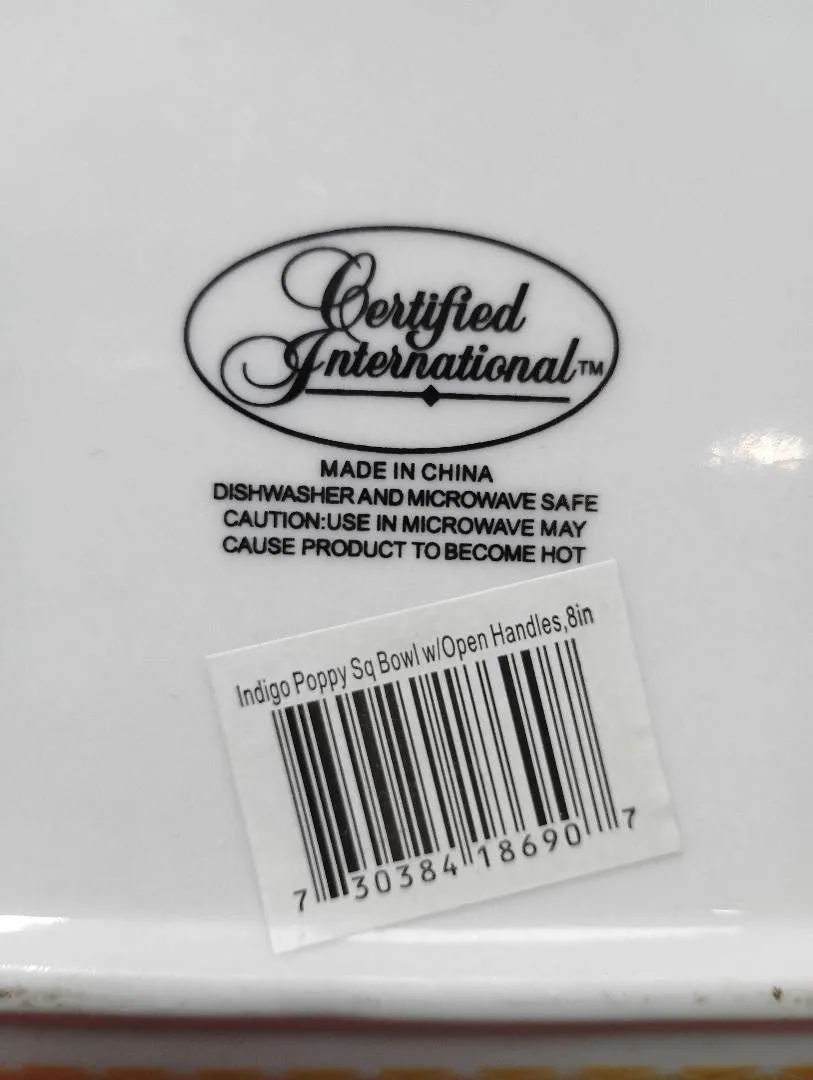 Certified
International™
MADE IN CHINA
DISHWASHER AND MICROWAVE SAFE
CAUTION:USE IN MICROWAVE MAY
CAUSE PRODUCT TO BECOME HOT
Indigo Poppy Sq Bowl w/Open Handles,8in
7 30384 18690 7